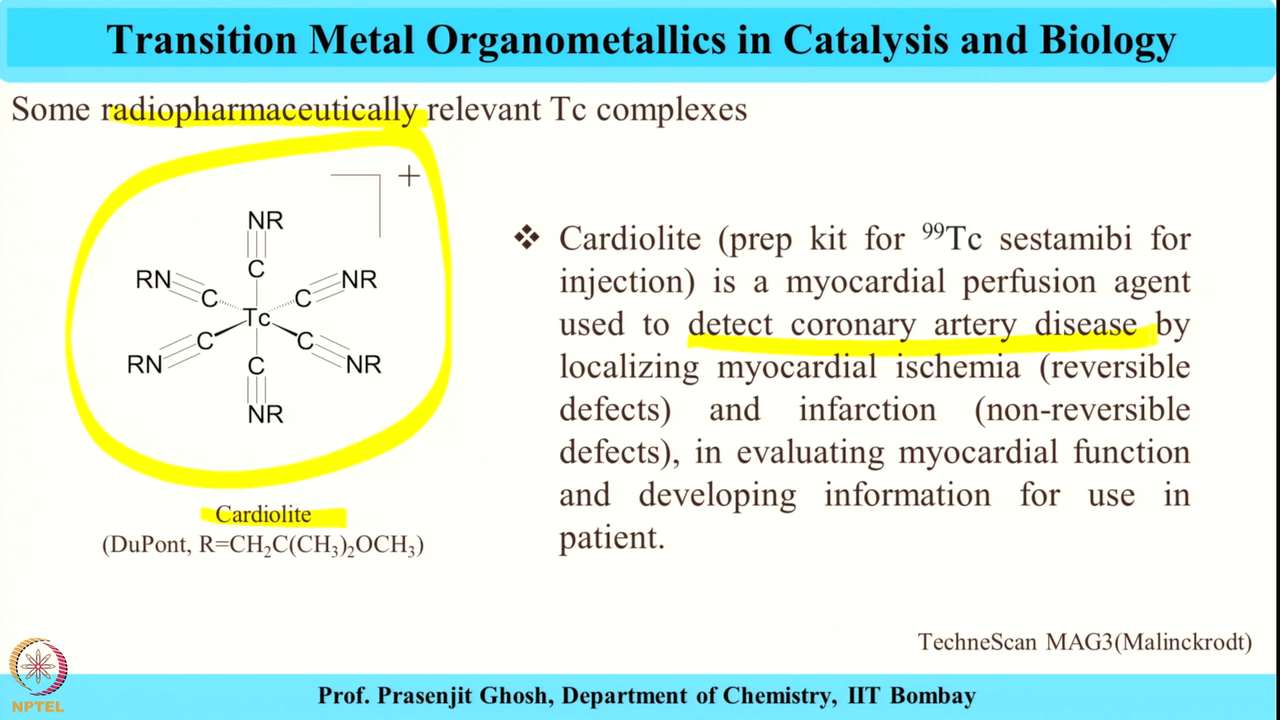 Transition Metal Organometallics in Catalysis and Biology
Some radiopharmaceutically relevant Tc complexes
+
NR
C
RN C C NR
Tc
RN C C NR
C
NR
Cardiolite
(DuPont, R=CH₂C(CH₃)₂OCH₃)
❖ Cardiolite (prep kit for ⁹⁹Tc sestamibi for
injection) is a myocardial perfusion agent
used to detect coronary artery disease by
localizing myocardial ischemia (reversible
defects) and infarction (non-reversible
defects), in evaluating myocardial function
and developing information for use in
patient.
TechneScan MAG3(Malinckrodt)
NPTEL
Prof. Prasenjit Ghosh, Department of Chemistry, IIT Bombay